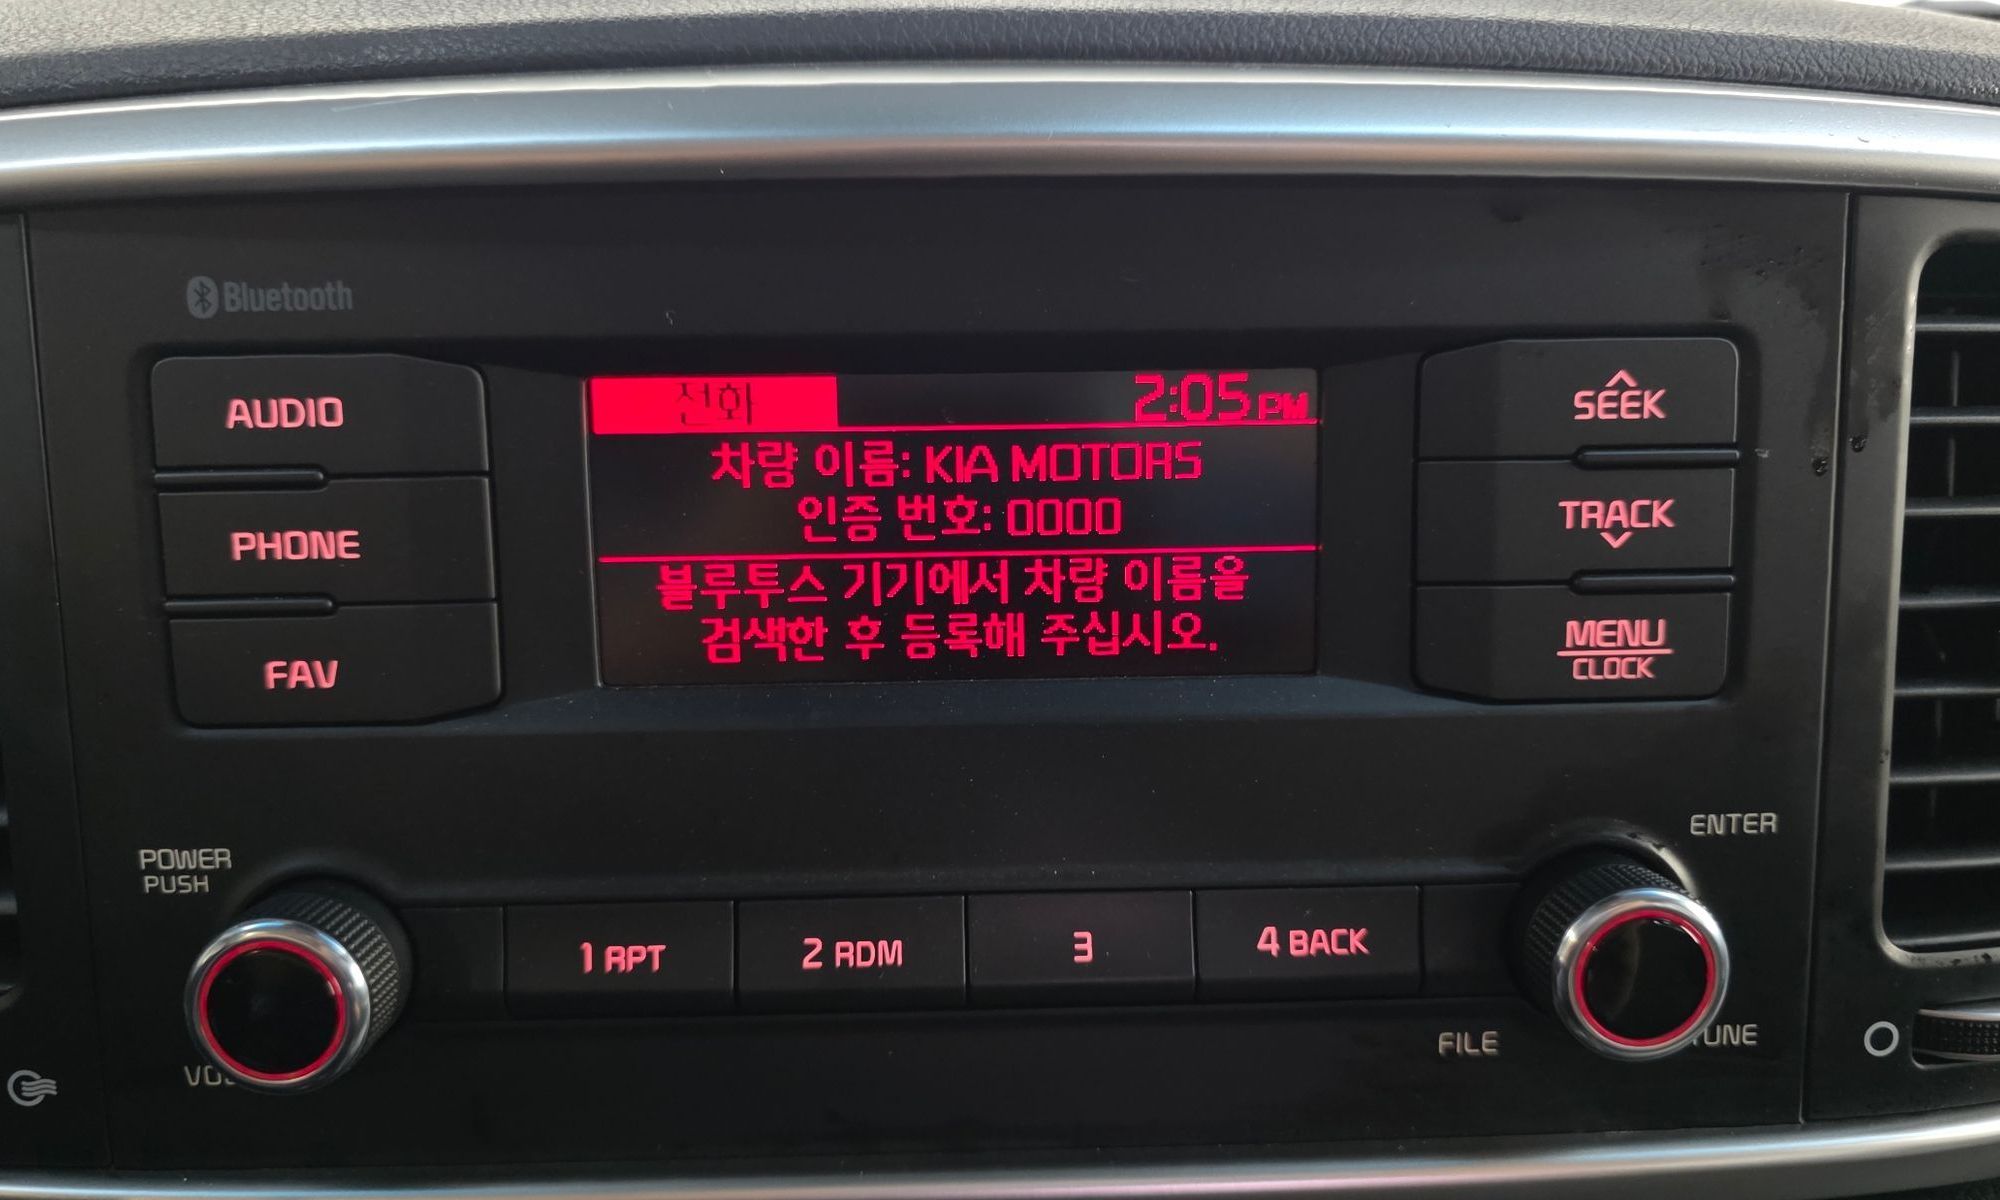 Bluetooth
AUDIO
PHONE
FAV
전화 2:05 PM
차량 이름: KIA MOTORS
인증 번호: 0000
블루투스 기기에서 차량 이름을
검색한 후 등록해 주십시오.
SEEK
TRACK
MENU
CLOCK
POWER
PUSH
1 RPT
2 RDM
3
4 BACK
ENTER
FILE